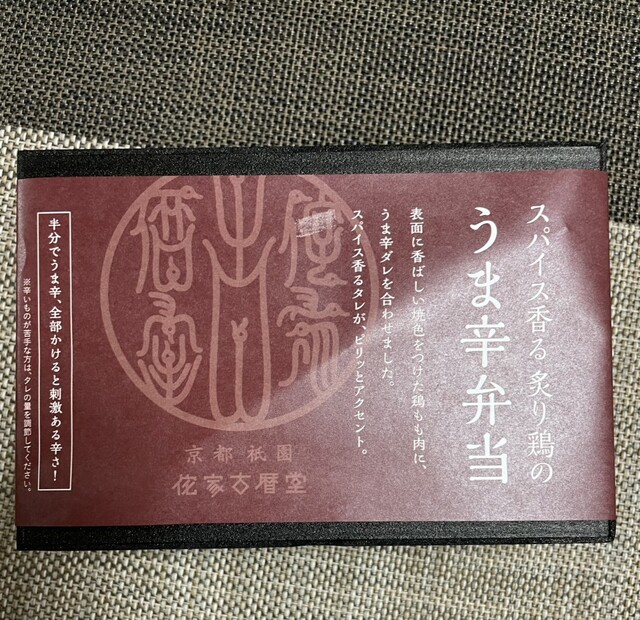 スパイス香る 炙り鶏の
うま辛弁当
表面に香ばしい焼色をつけた鶏もも肉に、
うま辛ダレを合わせました。
スパイス香るタレが、ピリッとアクセント。
京都 祇園
侘家古暦堂
半分でうま辛、全部かけると刺激ある辛さ！
※辛いものが苦手な方は、タレの量を調節してください。